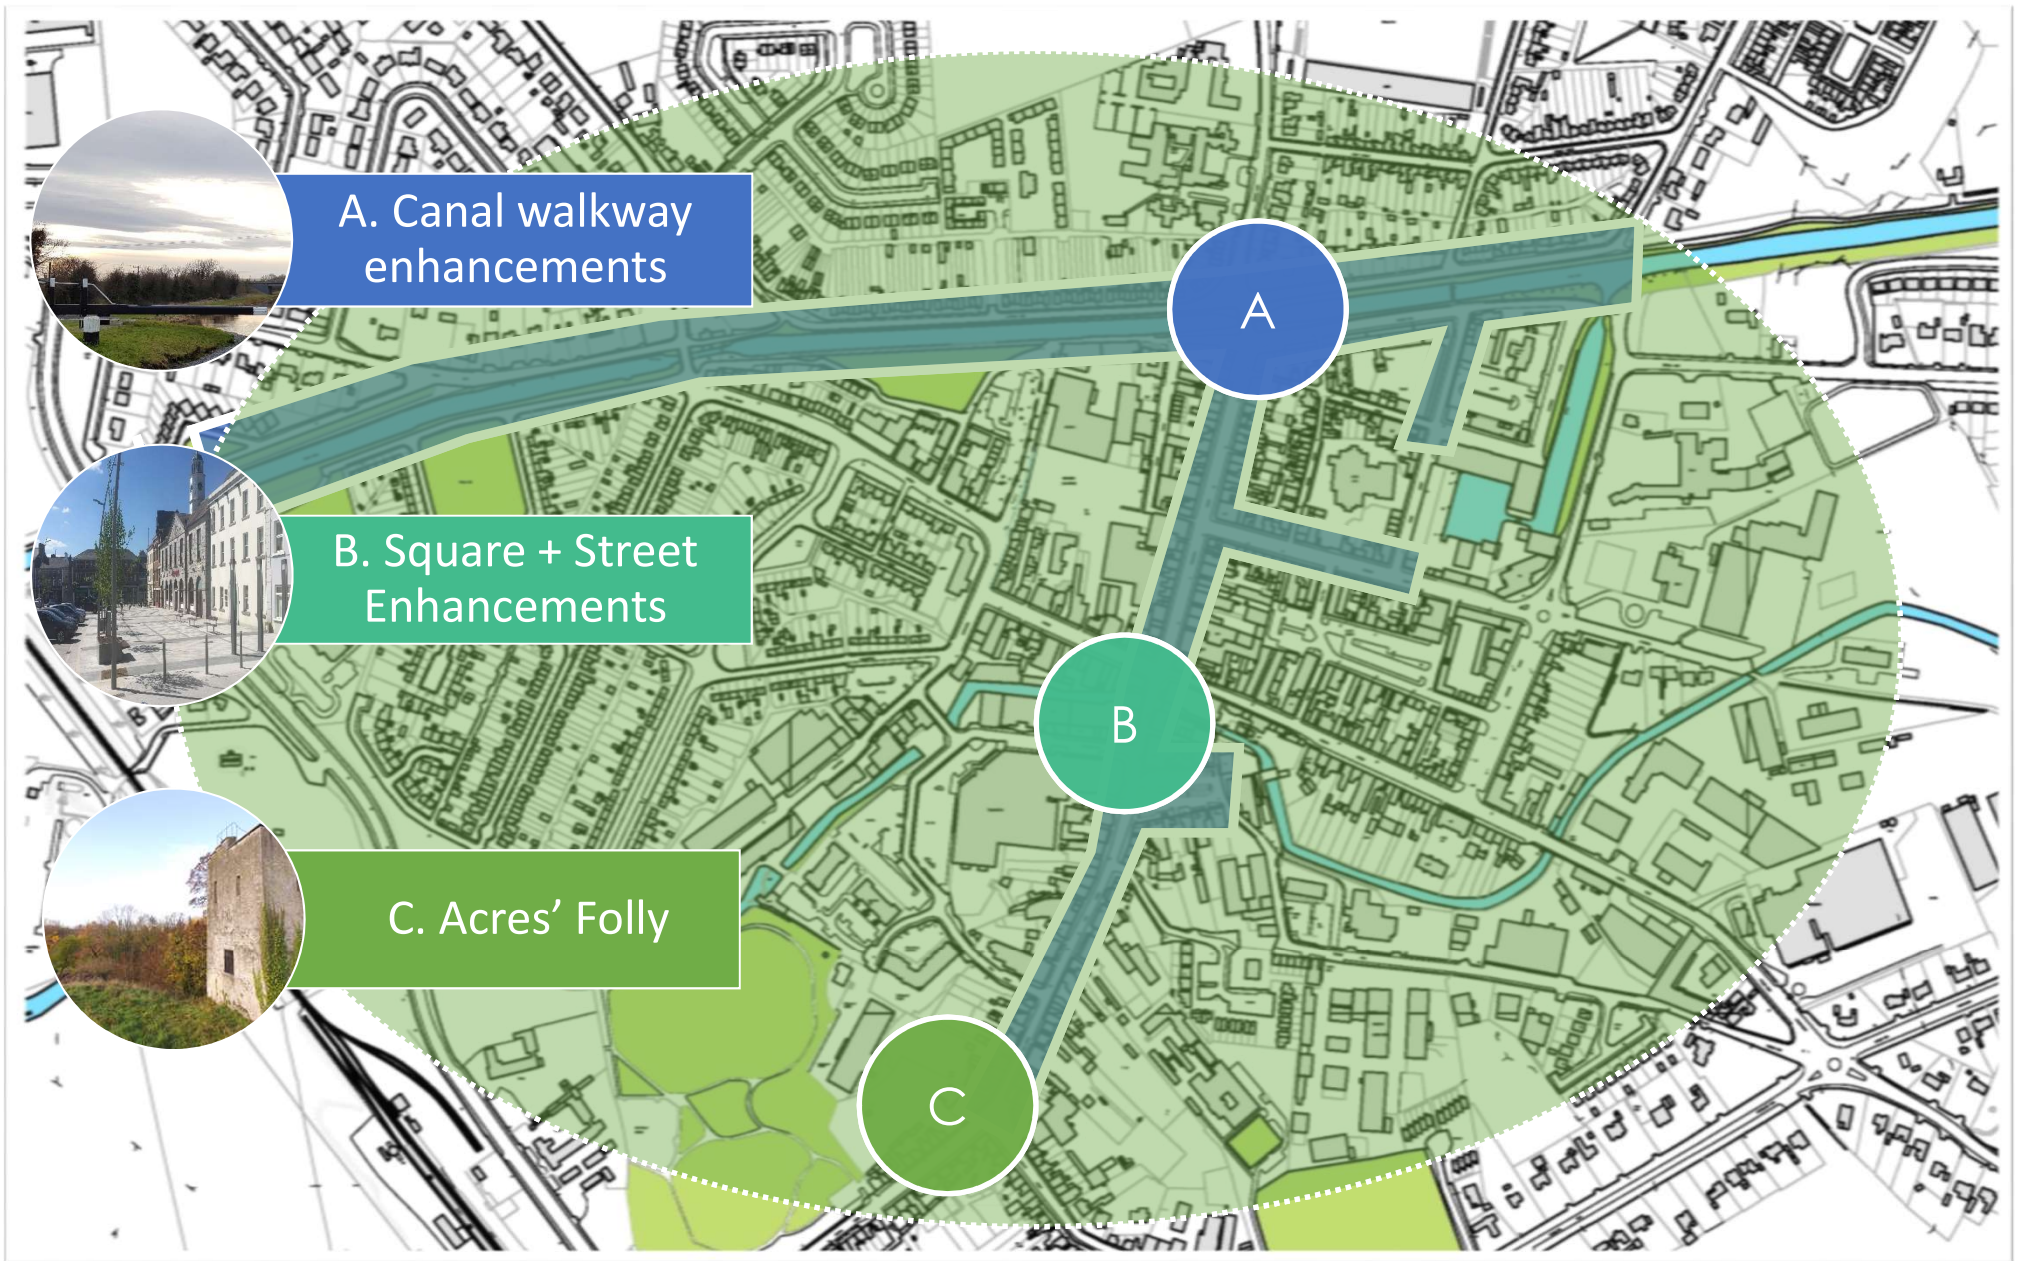 A. Canal walkway
enhancements
A
B. Square + Street
Enhancements
B
C. Acres’ Folly
C